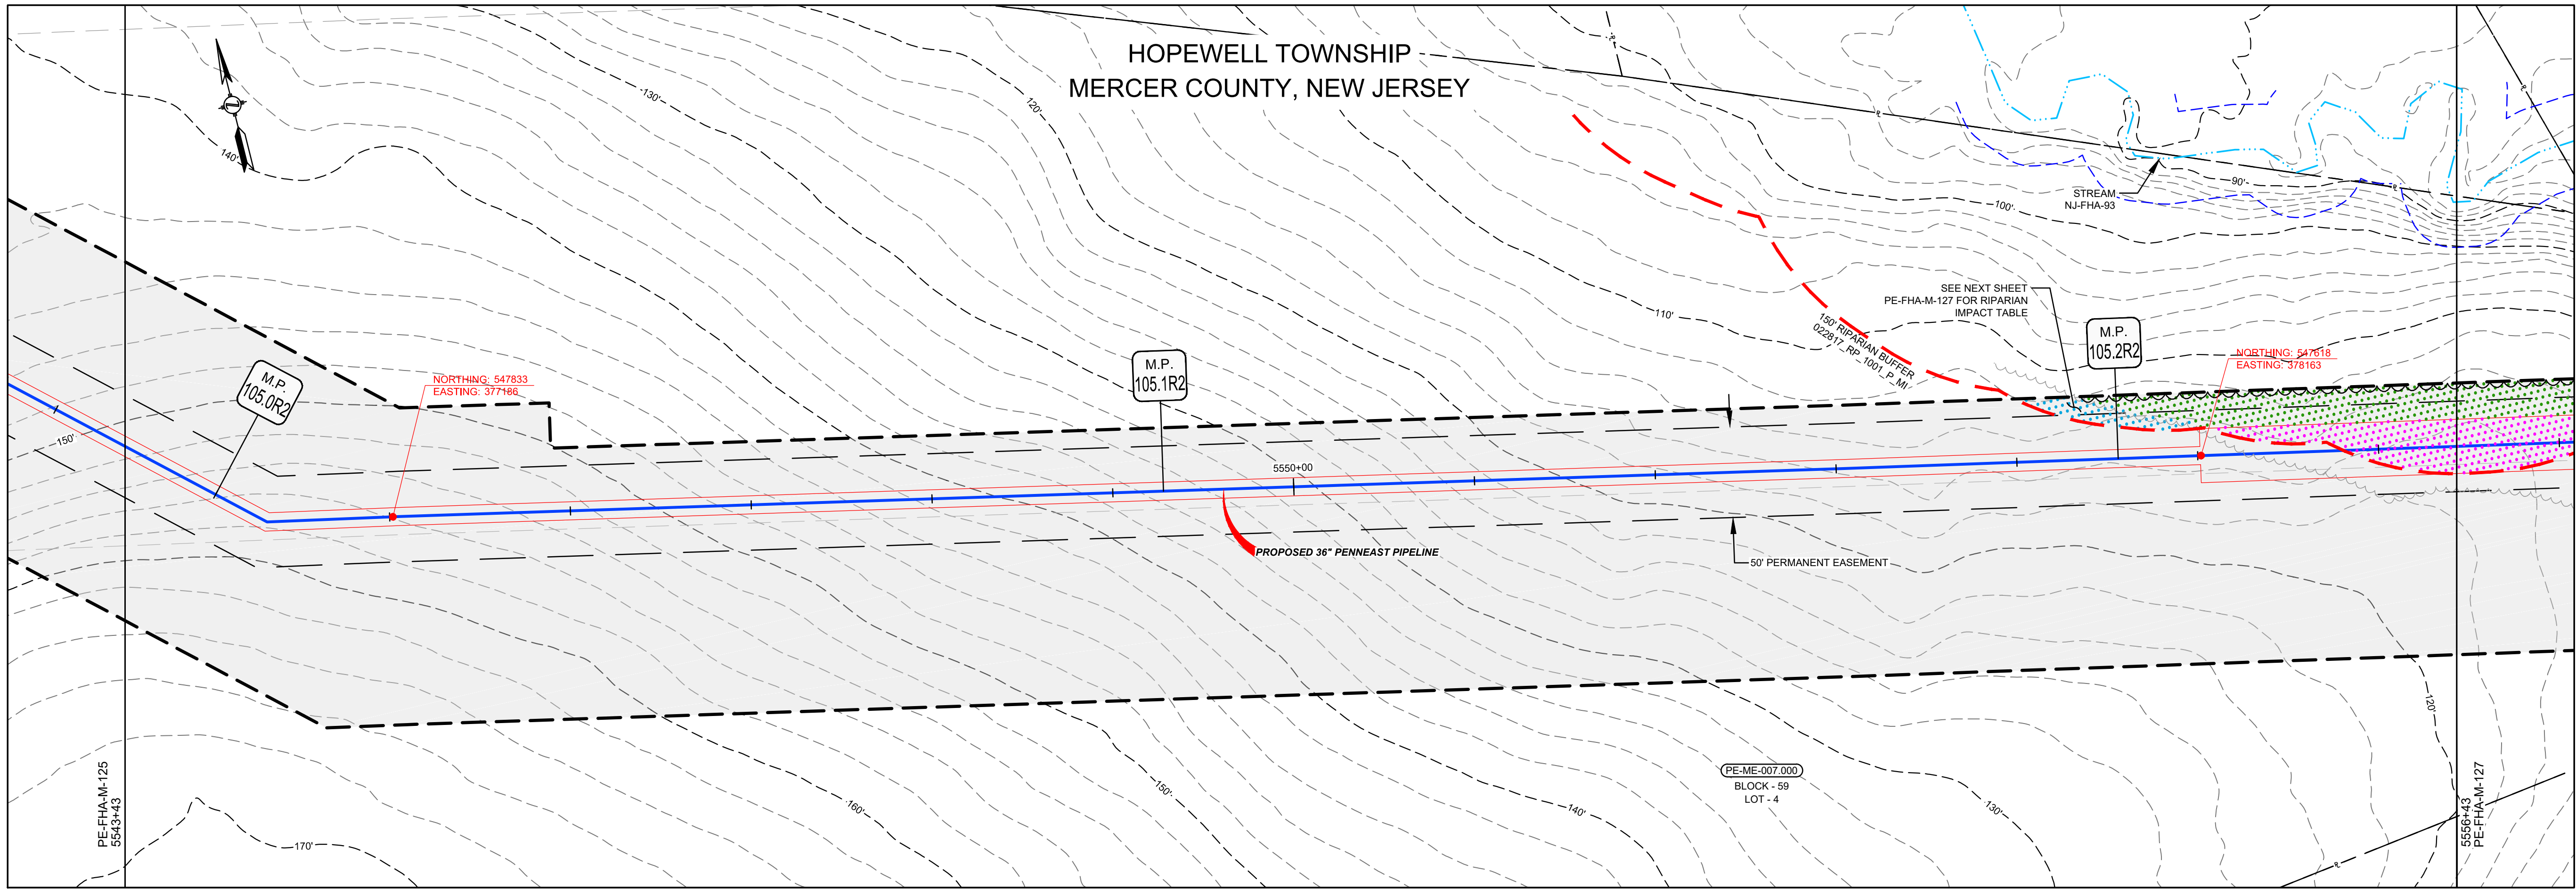 HOPEWELL TOWNSHIP
MERCER COUNTY, NEW JERSEY
N
130'
120'
140'
STREAM
NJ-FHA-93
90'
100'
SEE NEXT SHEET
PE-FHA-M-127 FOR RIPARIAN
IMPACT TABLE
110'
150' RIPARIAN BUFFER
022817_RP_1001_P_MI
M.P.
105.2R2
NORTHING: 547618
EASTING: 378163
M.P.
105.1R2
M.P.
105.0R2
NORTHING: 547833
EASTING: 377186
150'
5550+00
PROPOSED 36" PENNEAST PIPELINE
50' PERMANENT EASEMENT
120'
PE-ME-007.000
BLOCK - 59
LOT - 4
PE-FHA-M-125
5543+43
170'
160'
150'
140'
130'
5556+43
PE-FHA-M-127